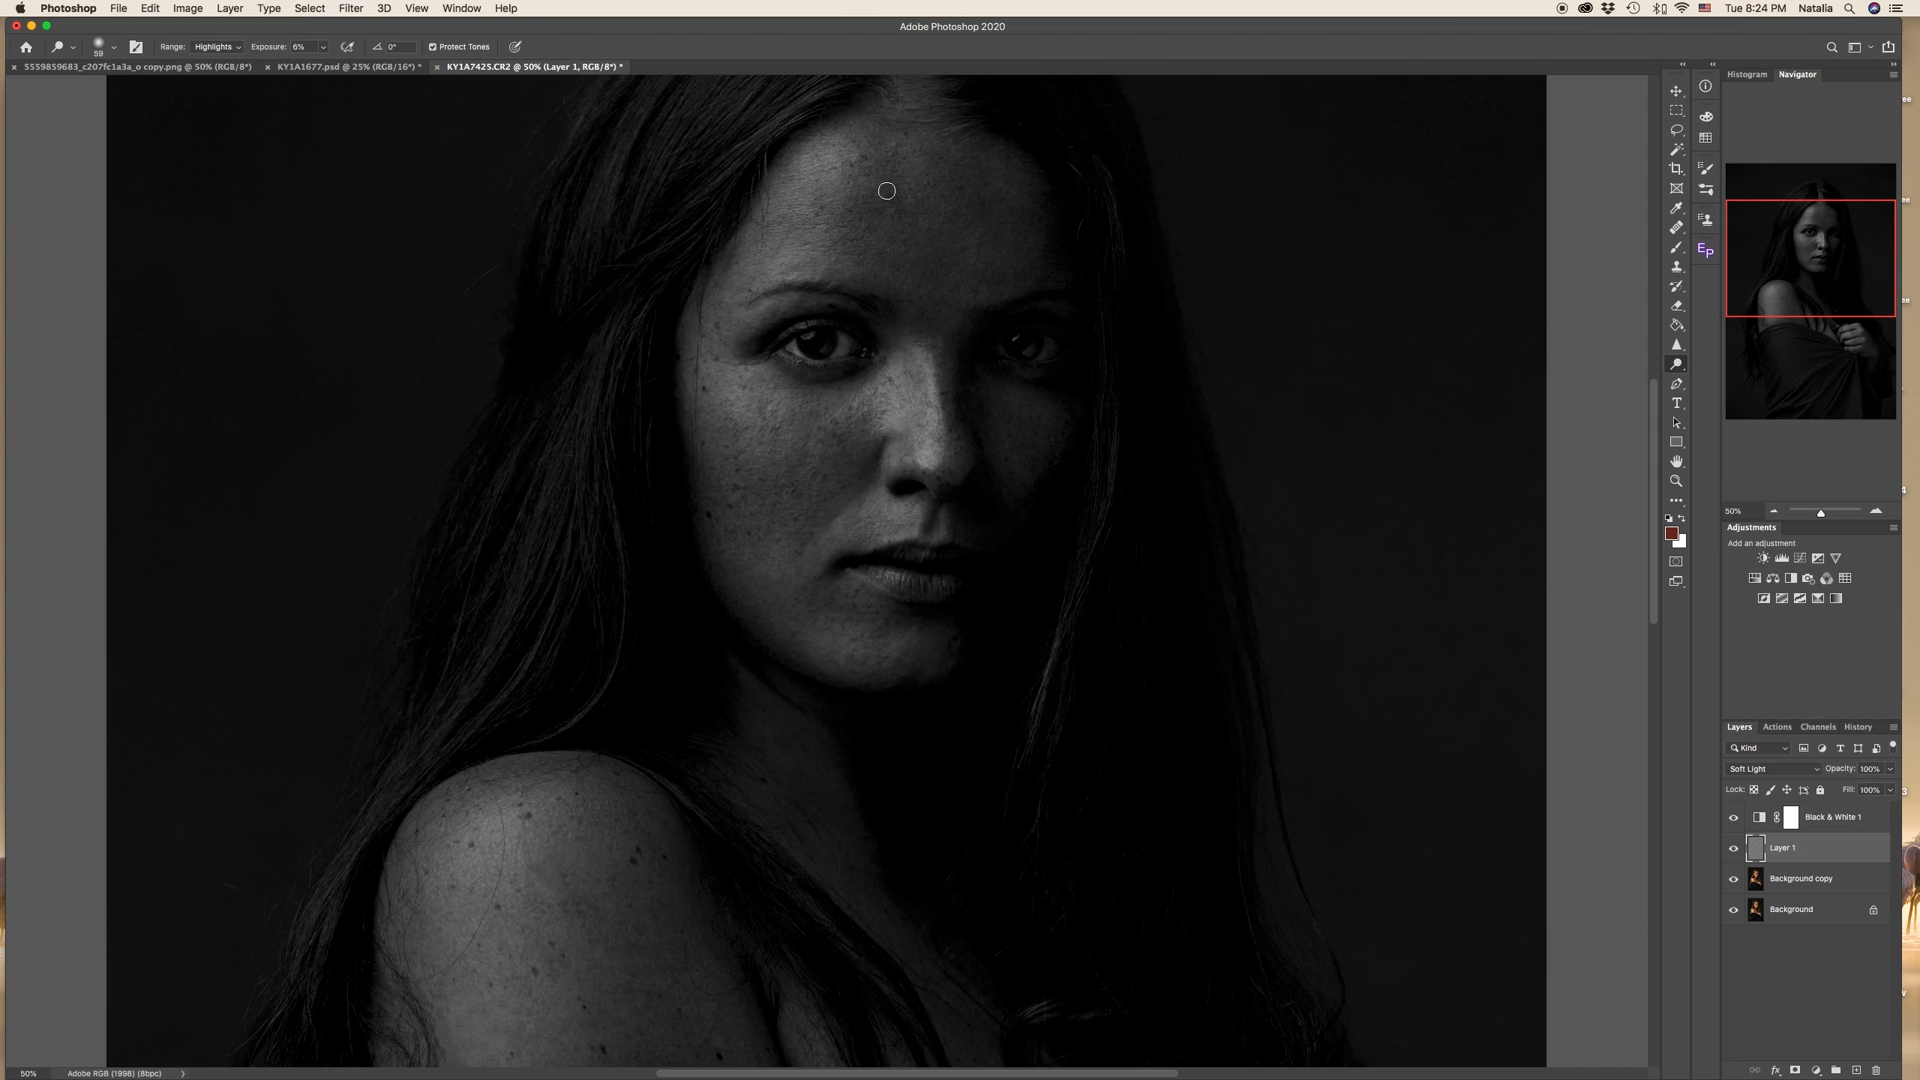 Photoshop File Edit Image Layer Type Select Filter 3D View Window Help Tue 8:24 PM Natalia
Adobe Photoshop 2020
59 Range: Highlights Exposure: 6% 0° Protect Tones
5559859683_c207fc1a3a_o copy.png @ 50% (RGB/8*) KY1A1677.psd @ 25% (RGB/16*) * KY1A7425.CR2 @ 50% (Layer 1, RGB/8*) *
Histogram Navigator
EP
50%
Adjustments
Add an adjustment
Layers Actions Channels History
Kind
Soft Light Opacity: 100%
Lock: Fill: 100%
Black & White 1
Layer 1
Background copy
Background
50% Adobe RGB (1998) (8bpc)